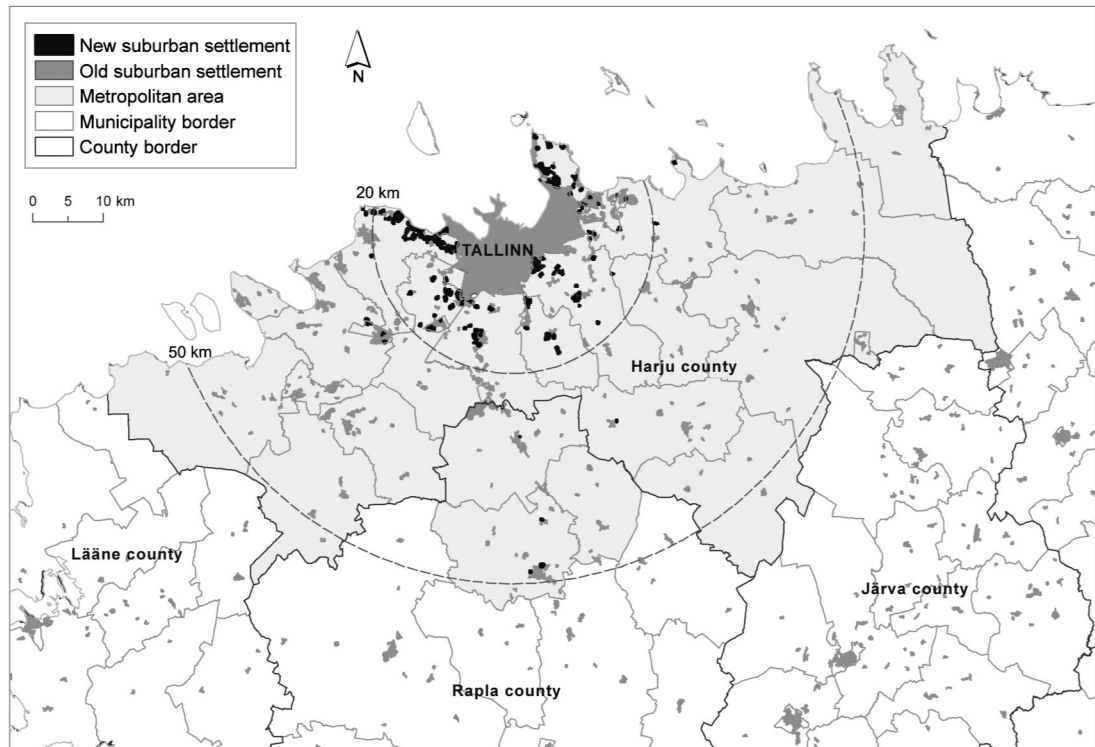 New suburban settlement
Old suburban settlement
Metropolitan area
Municipality border
County border
N
0 5 10 km
20 km
TALLINN
50 km
Harju county
Lääne county
Järva county
Rapla county